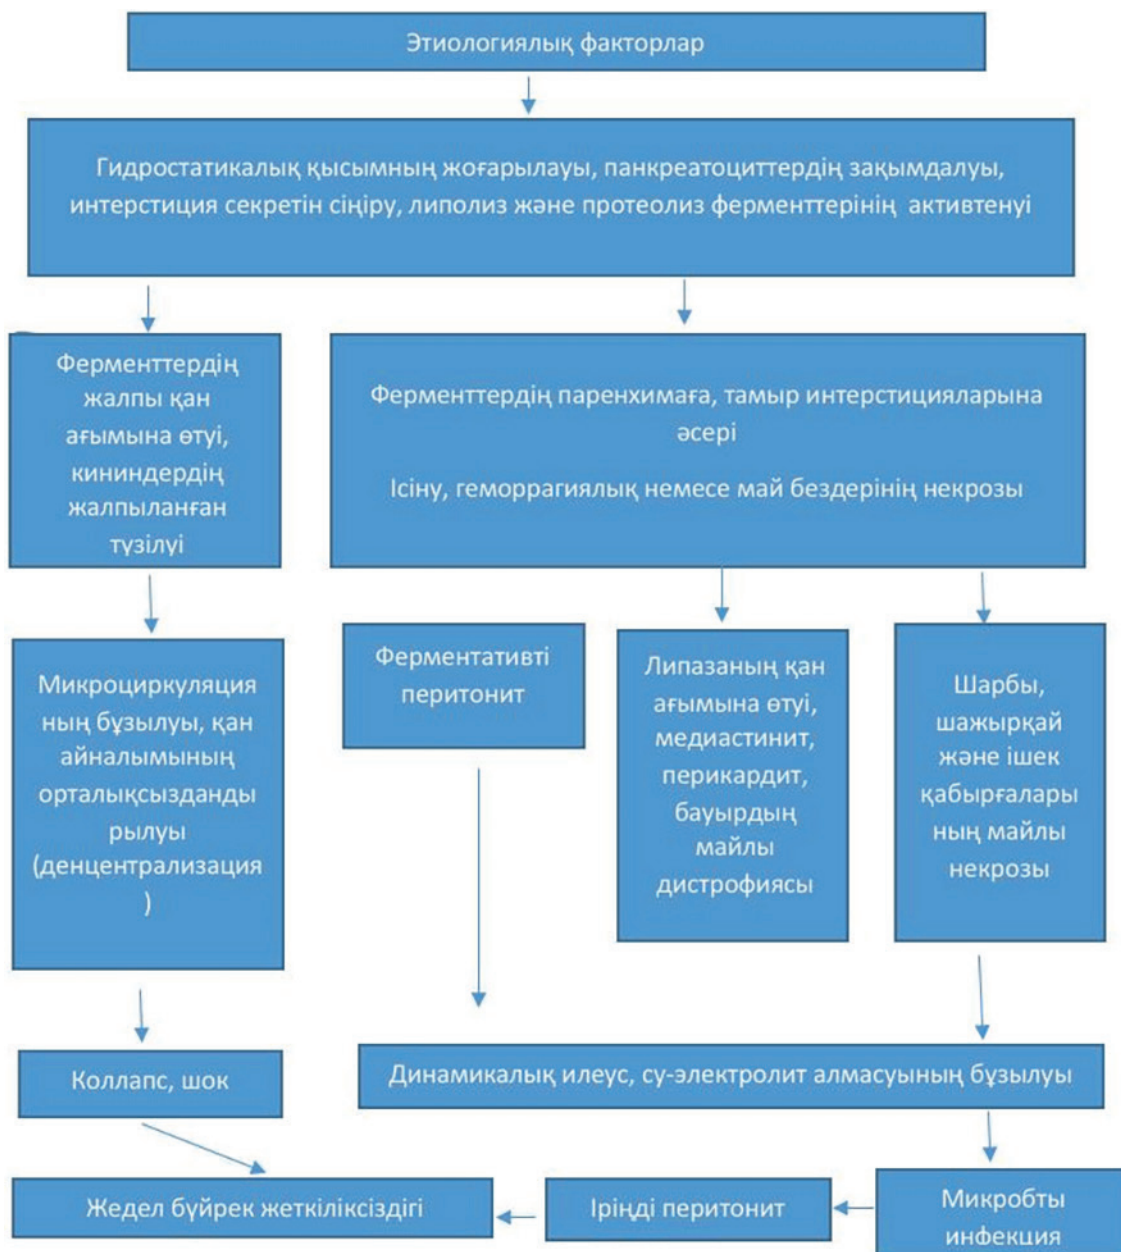 Этиологиялық факторлар
Гидростатикалық қысымның жоғарылауы, панкреатоциттердің зақымдалуы,
интерстиция секретін сіңіру, липолиз және протеолиз ферменттерінің активтенуі
Ферменттердің
жалпы қан
ағымына өтуі,
кининдердің
жалпыланған
түзілуі
Ферменттердің паренхимаға, тамыр интерстицияларына
әсері
Ісіну, геморрагиялық немесе май бездерінің некрозы
Микроциркуляция
ның бұзылуы, қан
айналымының
орталықсызданды
рылуы
(денцентрализация
)
Ферментативті
перитонит
Липазаның қан
ағымына өтуі,
медиастинит,
перикардит,
бауырдың
майлы
дистрофиясы
Шарбы,
шажырқай
және ішек
қабырғалары
ның майлы
некрозы
Коллапс, шок
Динамикалық илеус, су-электролит алмасуының бұзылуы
Жедел бүйрек жеткіліксіздігі
Іріңді перитонит
Микробты
инфекция